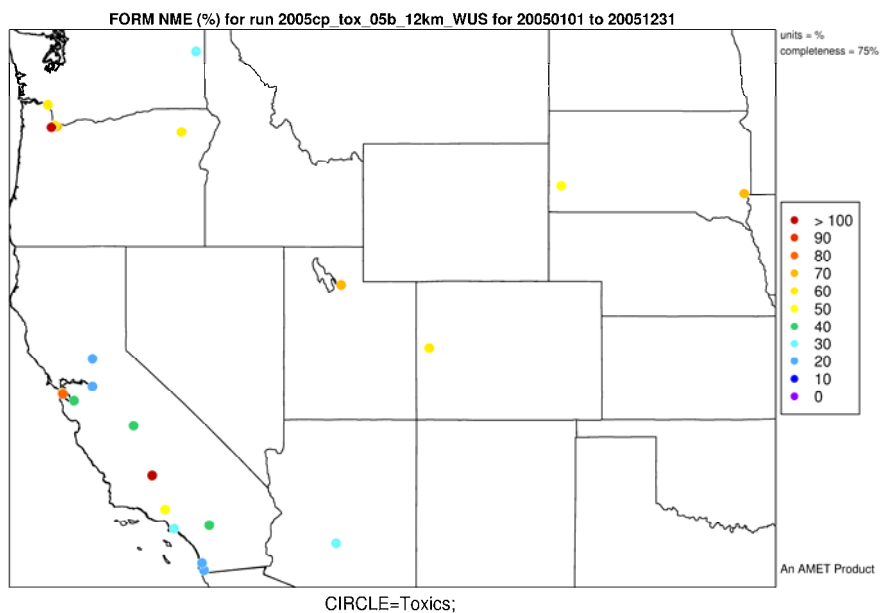 FORM NME (%) for run 2005cp_tox_05b_12km_WUS for 20050101 to 20051231
units = %
completeness = 75%
> 100
90
80
70
60
50
40
30
20
10
0
An AMET Product
CIRCLE=Toxics;